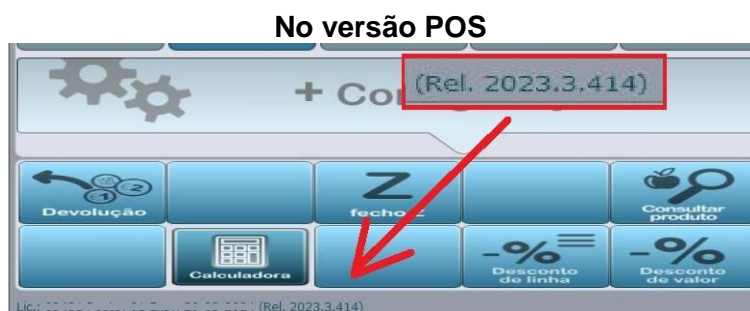 No versão POS
+ Co
(Rel. 2023.3.414)
Devolução
Z
fecho Z
Consultar
produto
Calculadora
-%
Desconto
de linha
-%
Desconto
de valor
Lic.: (Rel. 2023.3.414)